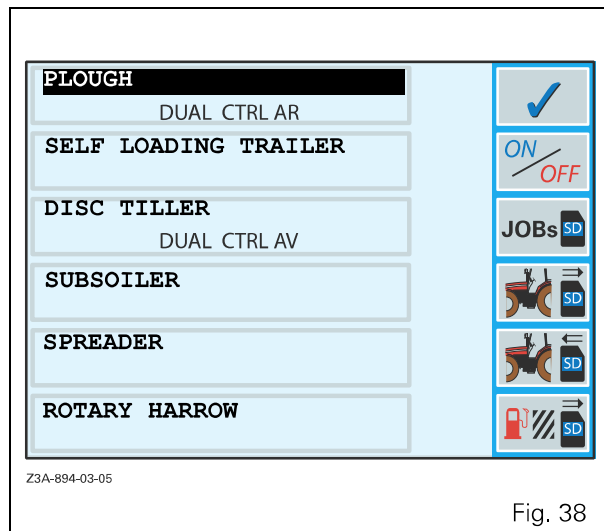 PLOUGH
DUAL CTRL AR
SELF LOADING TRAILER
DISC TILLER
DUAL CTRL AV
SUBSOILER
SPREADER
ROTARY HARROW
ON
OFF
JOBs SD
SD
SD
SD
Z3A-894-03-05
Fig. 38